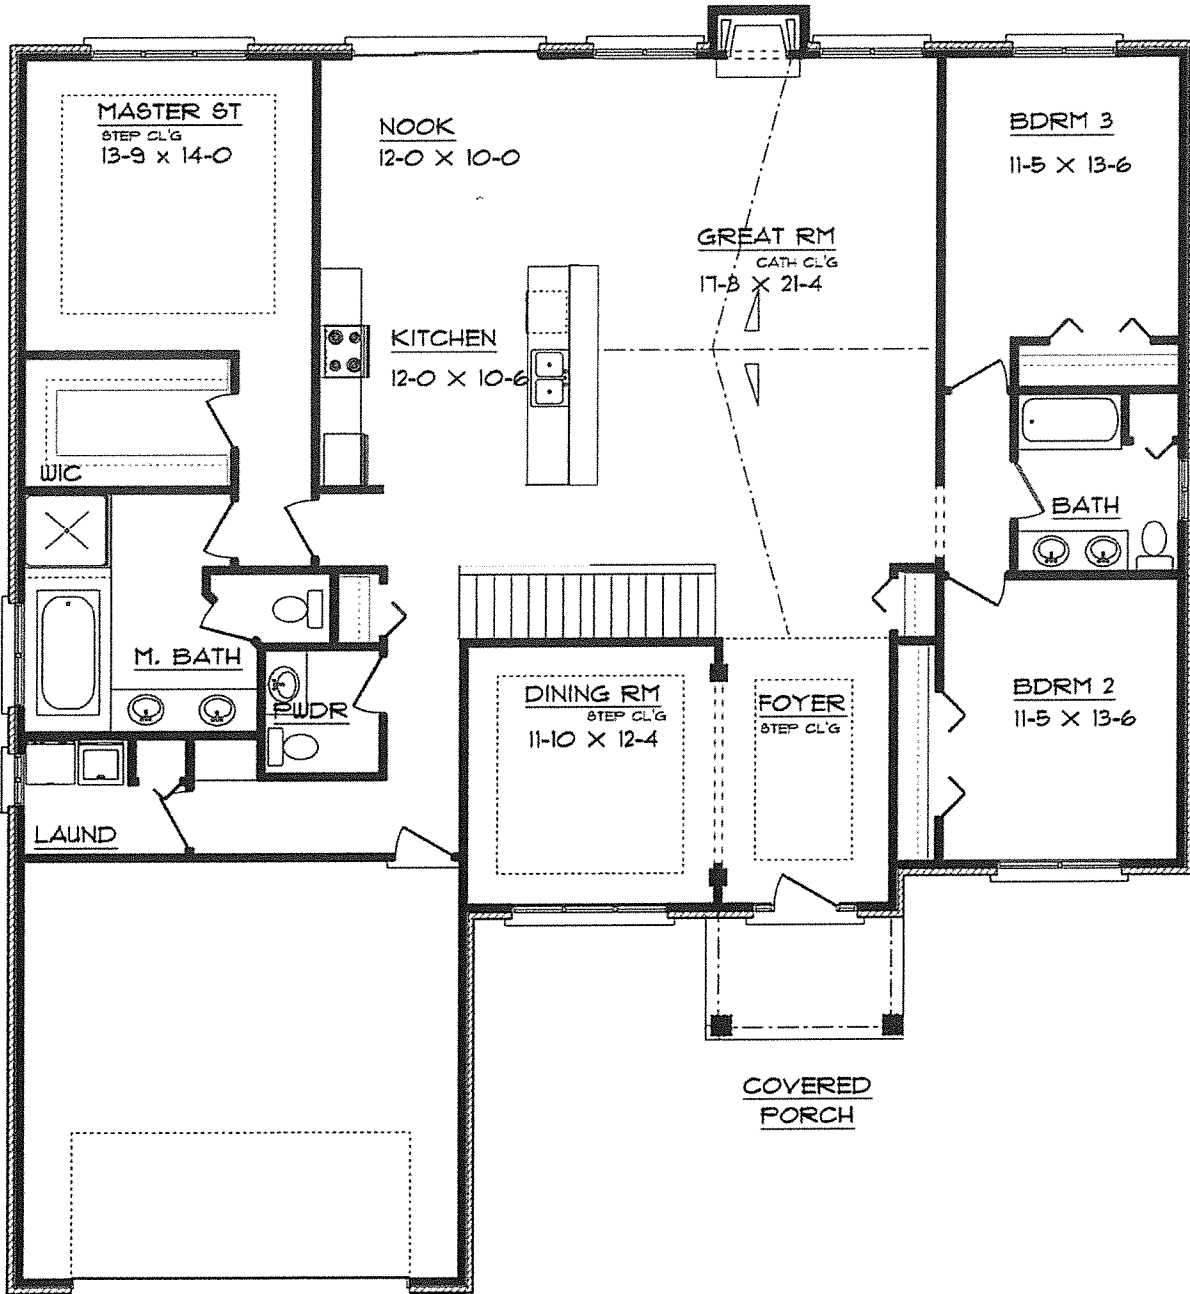 MASTER ST
STEP CL'G
13-9 x 14-0
NOOK
12-0 X 10-0
GREAT RM
CATH CL'G
17-8 X 21-4
BDRM 3
11-5 X 13-6
KITCHEN
12-0 X 10-6
WIC
BATH
M. BATH
PWDR
DINING RM
STEP CL'G
11-10 X 12-4
FOYER
STEP CL'G
BDRM 2
11-5 X 13-6
LAUND
COVERED
PORCH